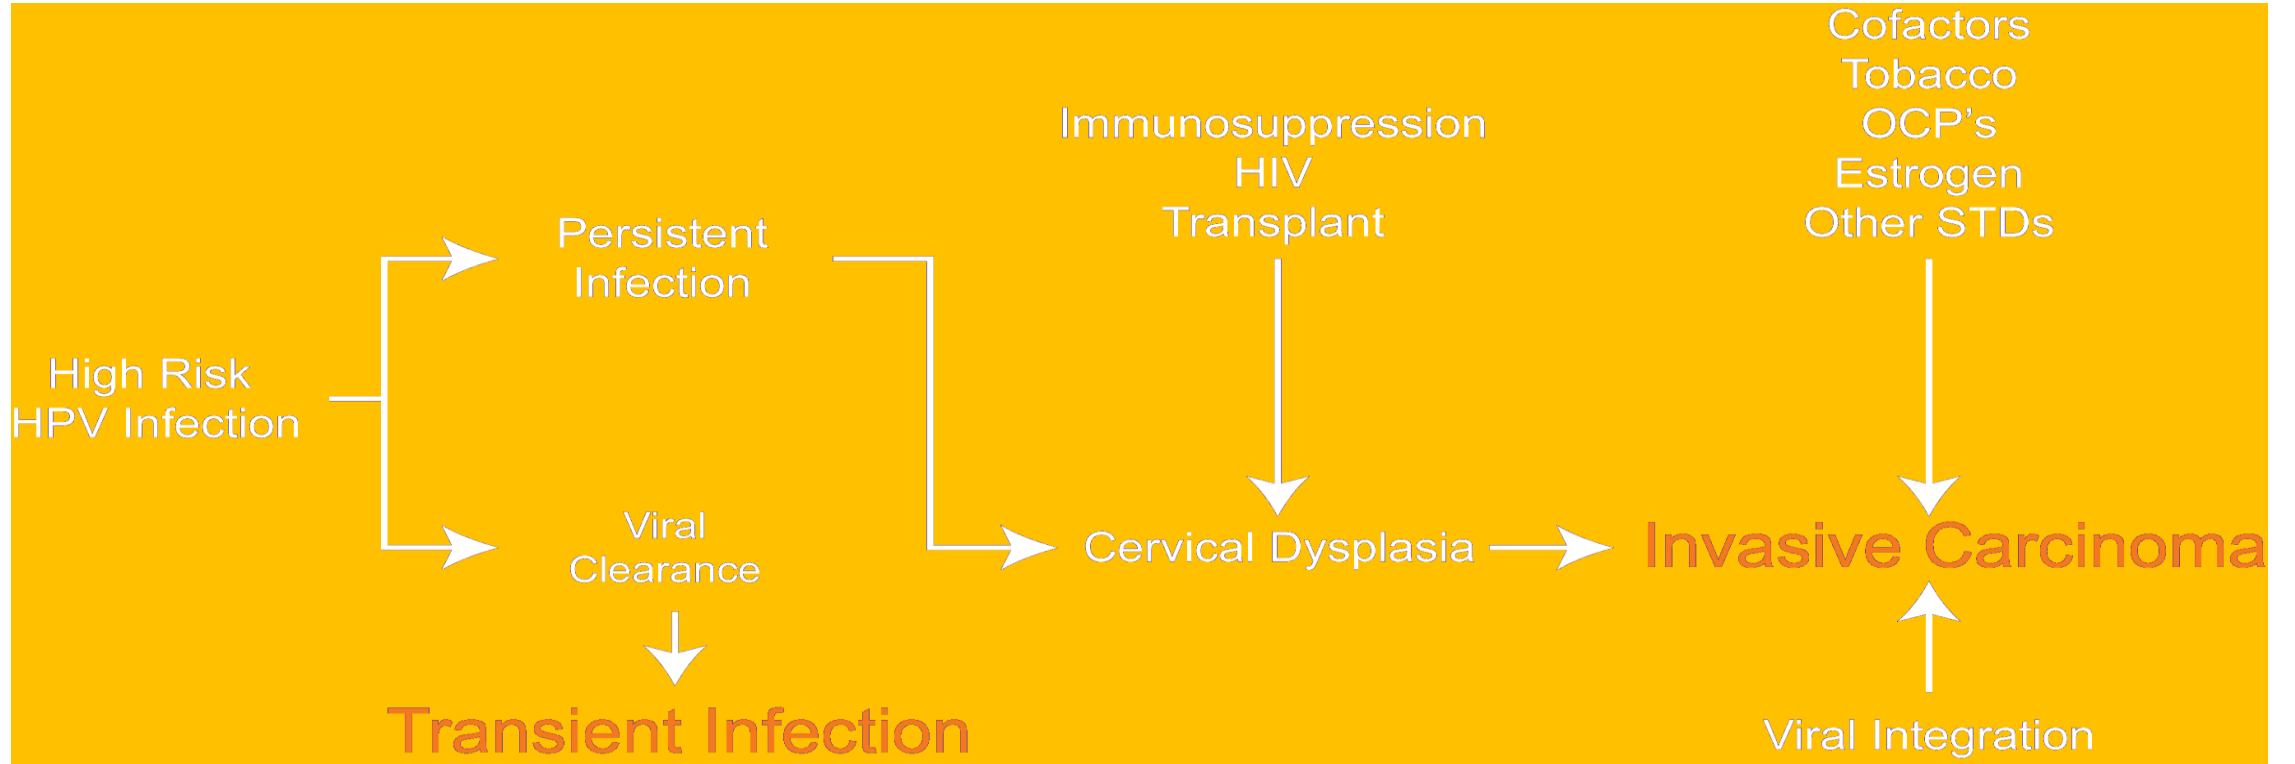 Cofactors
Tobacco
OCP’s
Estrogen
Other STDs
Immunosuppression
HIV
Transplant
Persistent
Infection
High Risk
HPV Infection
Viral
Clearance
Cervical Dysplasia
Invasive Carcinoma
Transient Infection
Viral Integration